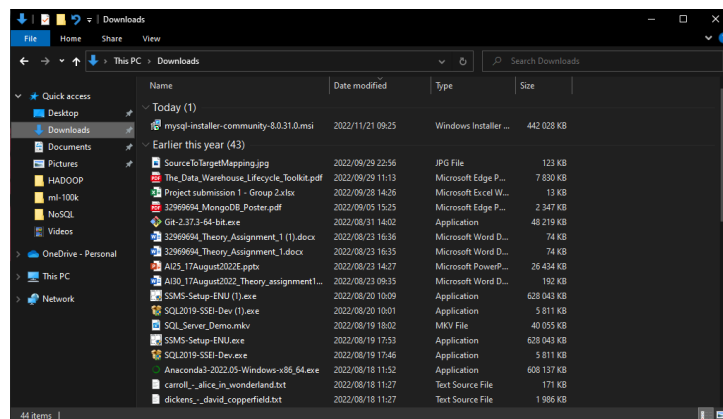 Downloads
File Home Share View
This PC > Downloads
Search Downloads
Name Date modified Type Size
Quick access
Desktop
Downloads
Documents
Pictures
HADOOP
ml-100k
NoSQL
Videos
OneDrive - Personal
This PC
Network
Today (1)
mysql-installer-community-8.0.31.0.msi 2022/11/21 09:25 Windows Installer ... 442 028 KB
Earlier this year (43)
SourceToTargetMapping.jpg 2022/09/29 22:56 JPG File 123 KB
The_Data_Warehouse_Lifecycle_Toolkit.pdf 2022/09/29 11:13 Microsoft Edge P... 7 830 KB
Project submission 1 - Group 2.xlsx 2022/09/28 14:26 Microsoft Excel W... 13 KB
32969694_MongoDB_Poster.pdf 2022/09/05 15:25 Microsoft Edge P... 2 347 KB
Git-2.37.3-64-bit.exe 2022/08/31 14:02 Application 48 219 KB
32969694_Theory_Assignment_1 (1).docx 2022/08/23 16:36 Microsoft Word D... 74 KB
32969694_Theory_Assignment_1.docx 2022/08/23 16:35 Microsoft Word D... 74 KB
AI25_17August2022E.pptx 2022/08/23 14:27 Microsoft PowerP... 26 434 KB
AI30_17August2022_Theory_assignment1... 2022/08/23 09:35 Microsoft Word D... 192 KB
SSMS-Setup-ENU (1).exe 2022/08/20 10:09 Application 628 043 KB
SQL2019-SSEI-Dev (1).exe 2022/08/20 10:01 Application 5 811 KB
SQL_Server_Demo.mkv 2022/08/19 18:02 MKV File 40 055 KB
SSMS-Setup-ENU.exe 2022/08/19 17:53 Application 628 043 KB
SQL2019-SSEI-Dev.exe 2022/08/19 17:46 Application 5 811 KB
Anaconda3-2022.05-Windows-x86_64.exe 2022/08/18 11:52 Application 608 137 KB
carroll_-_alice_in_wonderland.txt 2022/08/18 11:27 Text Source File 171 KB
dickens_-_david_copperfield.txt 2022/08/18 11:27 Text Source File 1 986 KB
44 items